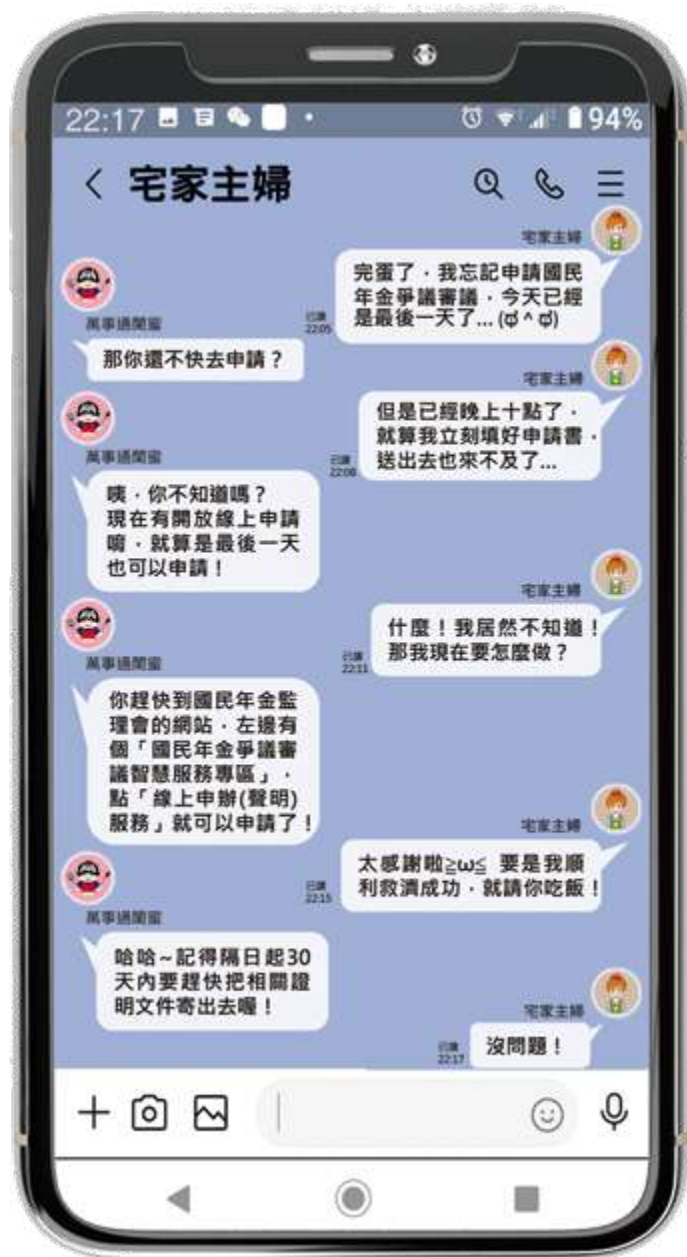 22:17
94%
宅家主婦
宅家主婦
完蛋了，我忘記申請國民
年金爭議審議，今天已經
是最後一天了...(ಠ^ಠ)
已讀
22:05
萬事通閨蜜
那你還不快去申請？
宅家主婦
但是已經晚上十點了，
就算我立刻填好申請書，
送出去也來不及了...
已讀
22:08
萬事通閨蜜
咦，你不知道嗎？
現在有開放線上申請
唷，就算是最後一天
也可以申請！
宅家主婦
什麼！我居然不知道！
那我現在要怎麼做？
已讀
22:11
萬事通閨蜜
你趕快到國民年金監
理會的網站，左邊有
個「國民年金爭議審
議智慧服務專區」，
點「線上申辦(聲明)
服務」就可以申請了！
宅家主婦
太感謝啦≧ω≦ 要是我順
利救濟成功，就請你吃飯！
已讀
22:15
萬事通閨蜜
哈哈~記得隔日起30
天內要趕快把相關證
明文件寄出去喔！
宅家主婦
沒問題！
已讀
22:17